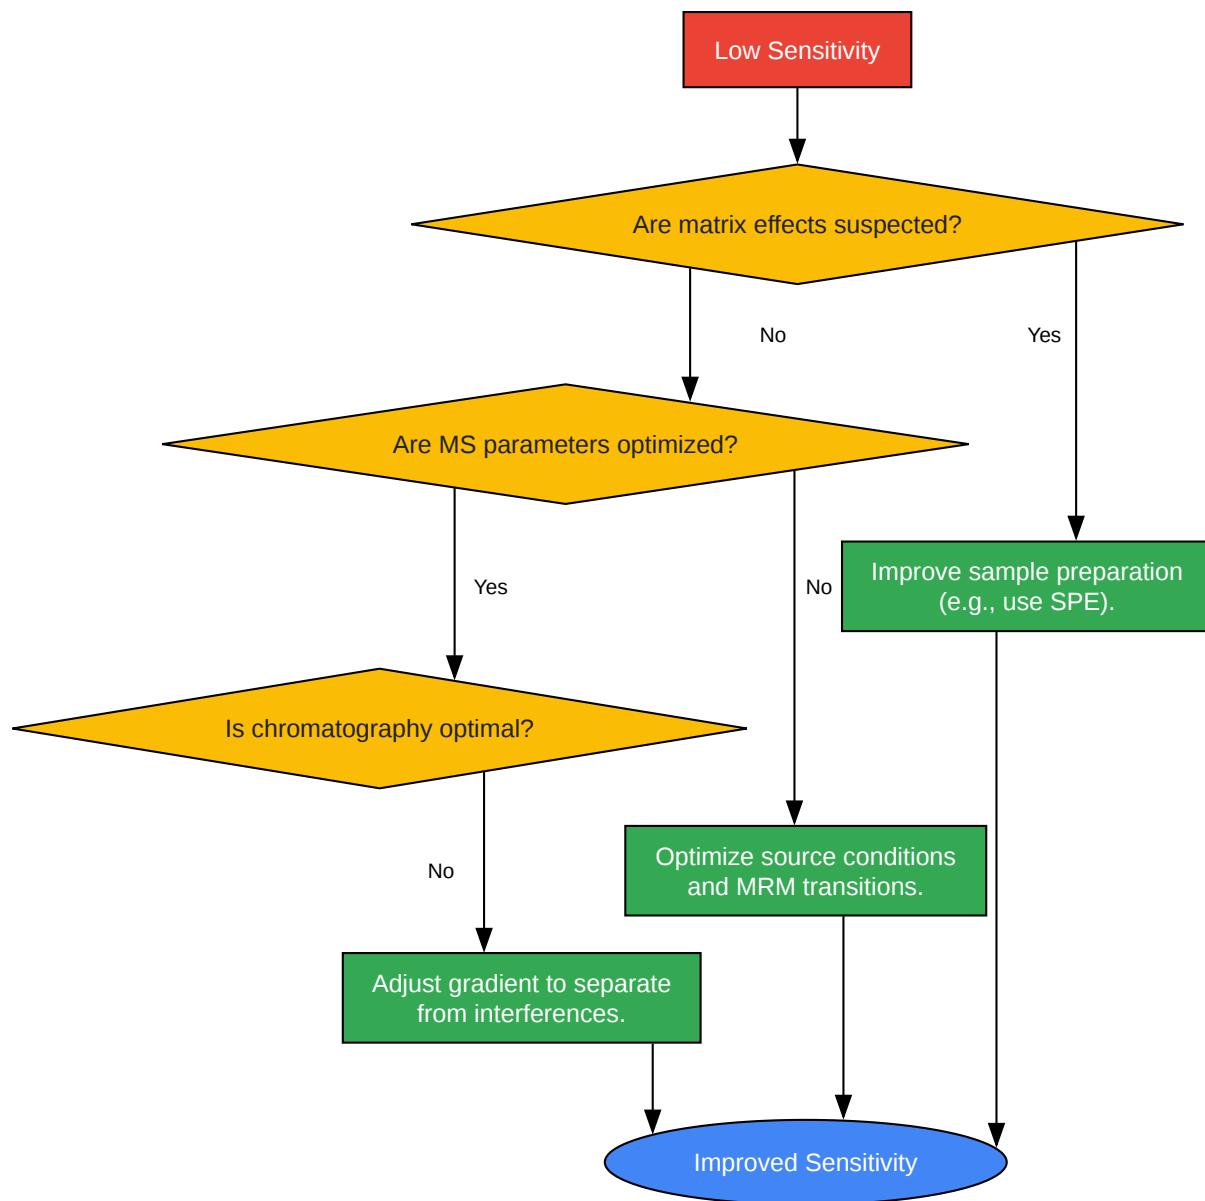 Low Sensitivity
Are matrix effects suspected?
No
Yes
Are MS parameters optimized?
Improve sample preparation
(e.g., use SPE).
Yes
No
Is chromatography optimal?
Optimize source conditions
and MRM transitions.
No
Adjust gradient to separate
from interferences.
Improved Sensitivity